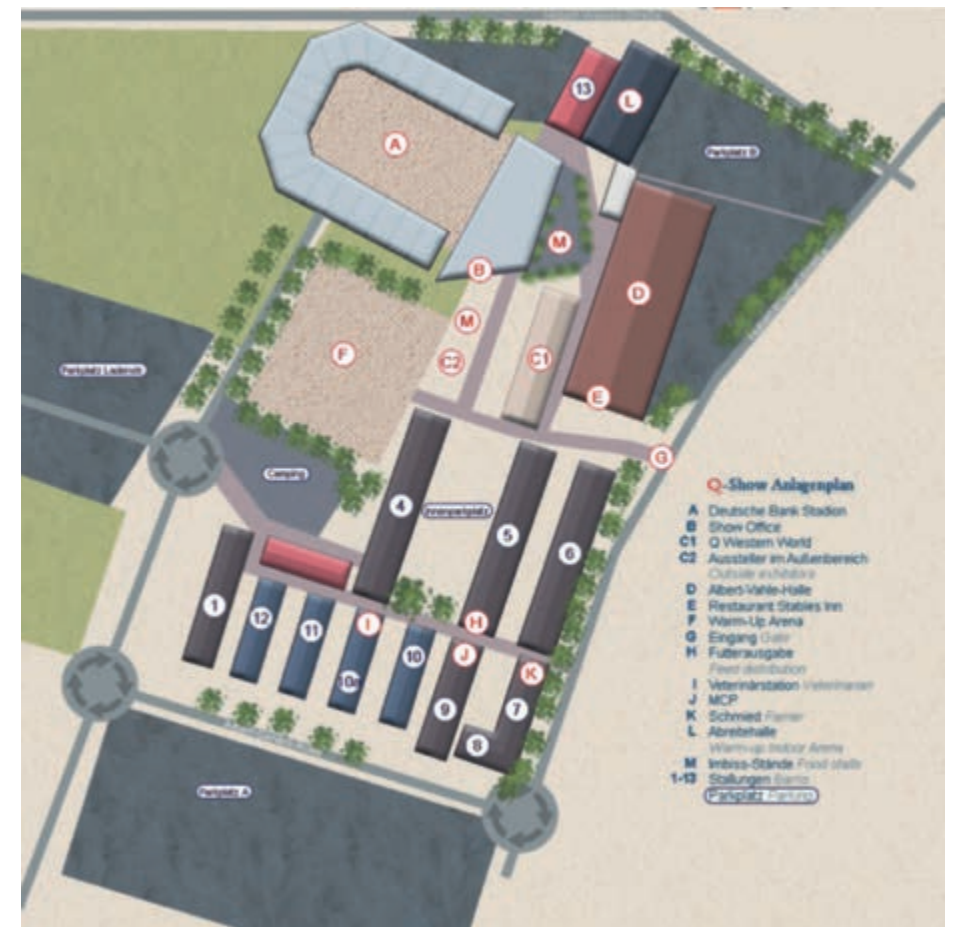 13
L
A
Parkplatz B
M
B
D
M
F
C2
C1
E
Parkplatz
G
Camping
4
5
6
1
12
11
I
10
H
J
K
10a
9
7
8
Parkplatz A
Q-Show Anlagenplan
A Deutsche Bank Stadion
B Show Office
C1 Q Western World
C2 Aussteller im Außenbereich
Outside exhibitors
D Albert-Vahle-Halle
E Restaurant Stables Inn
F Warm-Up Arena
G Eingang Gate
H Futterausgabe
Feed distribution
I Veterinärstation Veterinarian
J MCP
K Schmied Farrier
L Abreitehalle
Warm-up Indoor Arena
M Imbiss-Stände Food stalls
1-13 Stallungen Barns
Parkplatz Parking